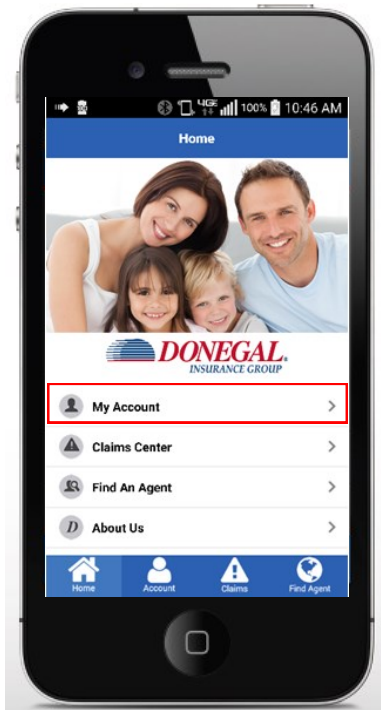 4GE 100% 10:46 AM
Home
DONEGAL®
INSURANCE GROUP
My Account
Claims Center
Find An Agent
D About Us
Home Account Claims Find Agent